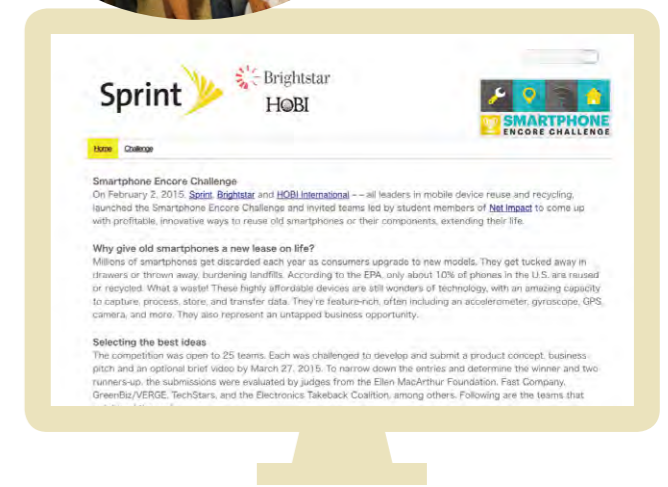 Sprint
Brightstar
HOBI
SMARTPHONE
ENCORE CHALLENGE
Home Challenge
Smartphone Encore Challenge
On February 2, 2015, Sprint, Brightstar and HOBI International – – all leaders in mobile device reuse and recycling,
launched the Smartphone Encore Challenge and invited teams led by student members of Net Impact to come up
with profitable, innovative ways to reuse old smartphones or their components, extending their life.
Why give old smartphones a new lease on life?
Millions of smartphones get discarded each year as consumers upgrade to new models. They get tucked away in
drawers or thrown away, burdening landfills. According to the EPA, only about 10% of phones in the U.S. are reused
or recycled. What a waste! These highly affordable devices are still wonders of technology, with an amazing capacity
to capture, process, store, and transfer data. They're feature-rich, often including an accelerometer, gyroscope, GPS,
camera, and more. They also represent an untapped business opportunity.
Selecting the best ideas
The competition was open to 25 teams. Each was challenged to develop and submit a product concept, business
pitch and an optional brief video by March 27, 2015. To narrow down the entries and determine the winner and two
runners-up, the submissions were evaluated by judges from the Ellen MacArthur Foundation, Fast Company,
GreenBiz/VERGE, TechStars, and the Electronics Takeback Coalition, among others. Following are the teams that